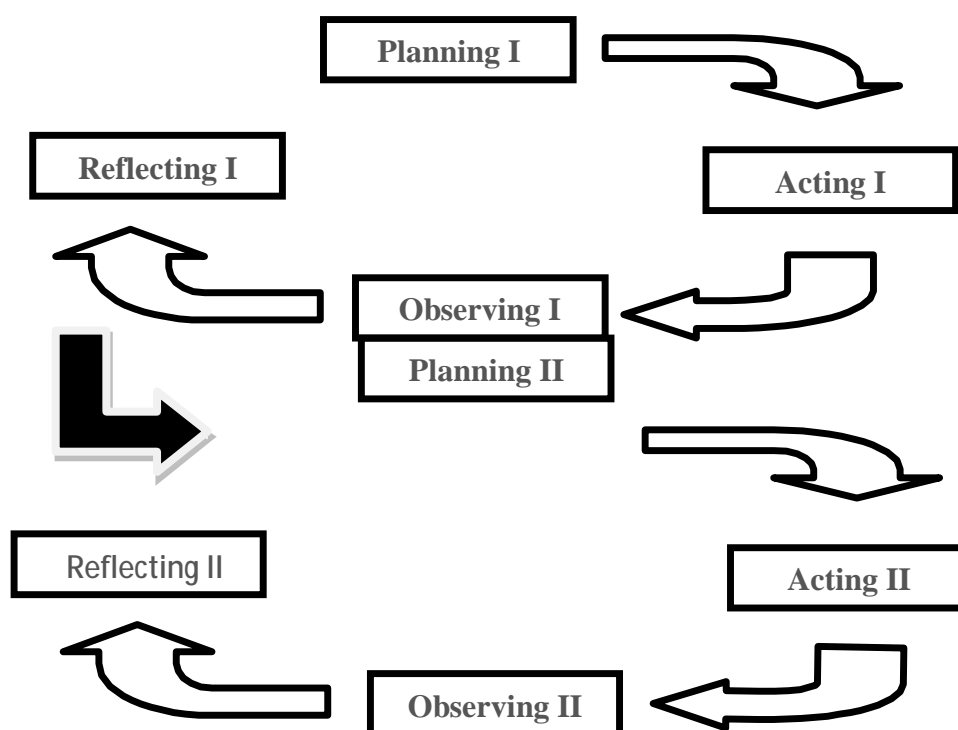 Planning I
Reflecting I
Acting I
Observing I
Planning II
Reflecting II
Acting II
Observing II